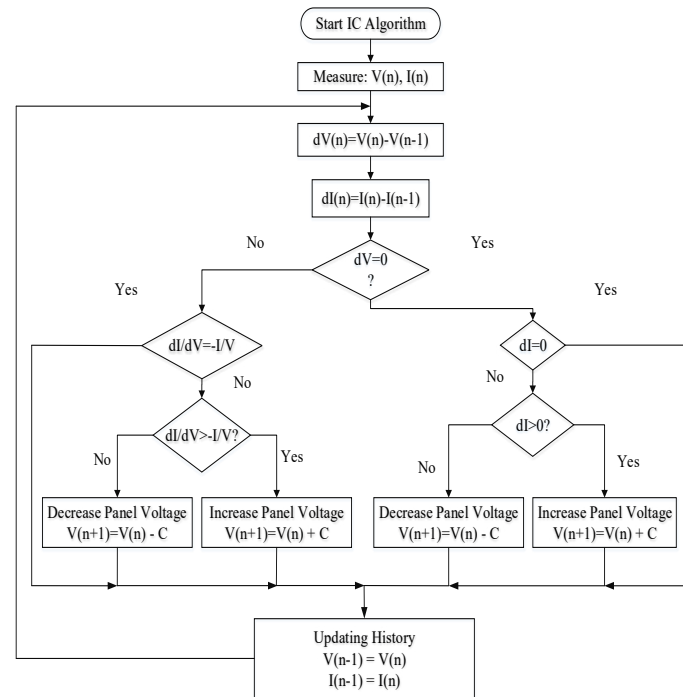 Start IC Algorithm
Measure: V(n), I(n)
dV(n)=V(n)-V(n-1)
dI(n)=I(n)-I(n-1)
No
Yes
dV=0
?
Yes
Yes
dI/dV=-I/V
dI=0
No
No
dI/dV>-I/V?
dI>0?
No
Yes
No
Yes
Decrease Panel Voltage
V(n+1)=V(n) - C
Increase Panel Voltage
V(n+1)=V(n) + C
Decrease Panel Voltage
V(n+1)=V(n) - C
Increase Panel Voltage
V(n+1)=V(n) + C
Updating History
V(n-1) = V(n)
I(n-1) = I(n)